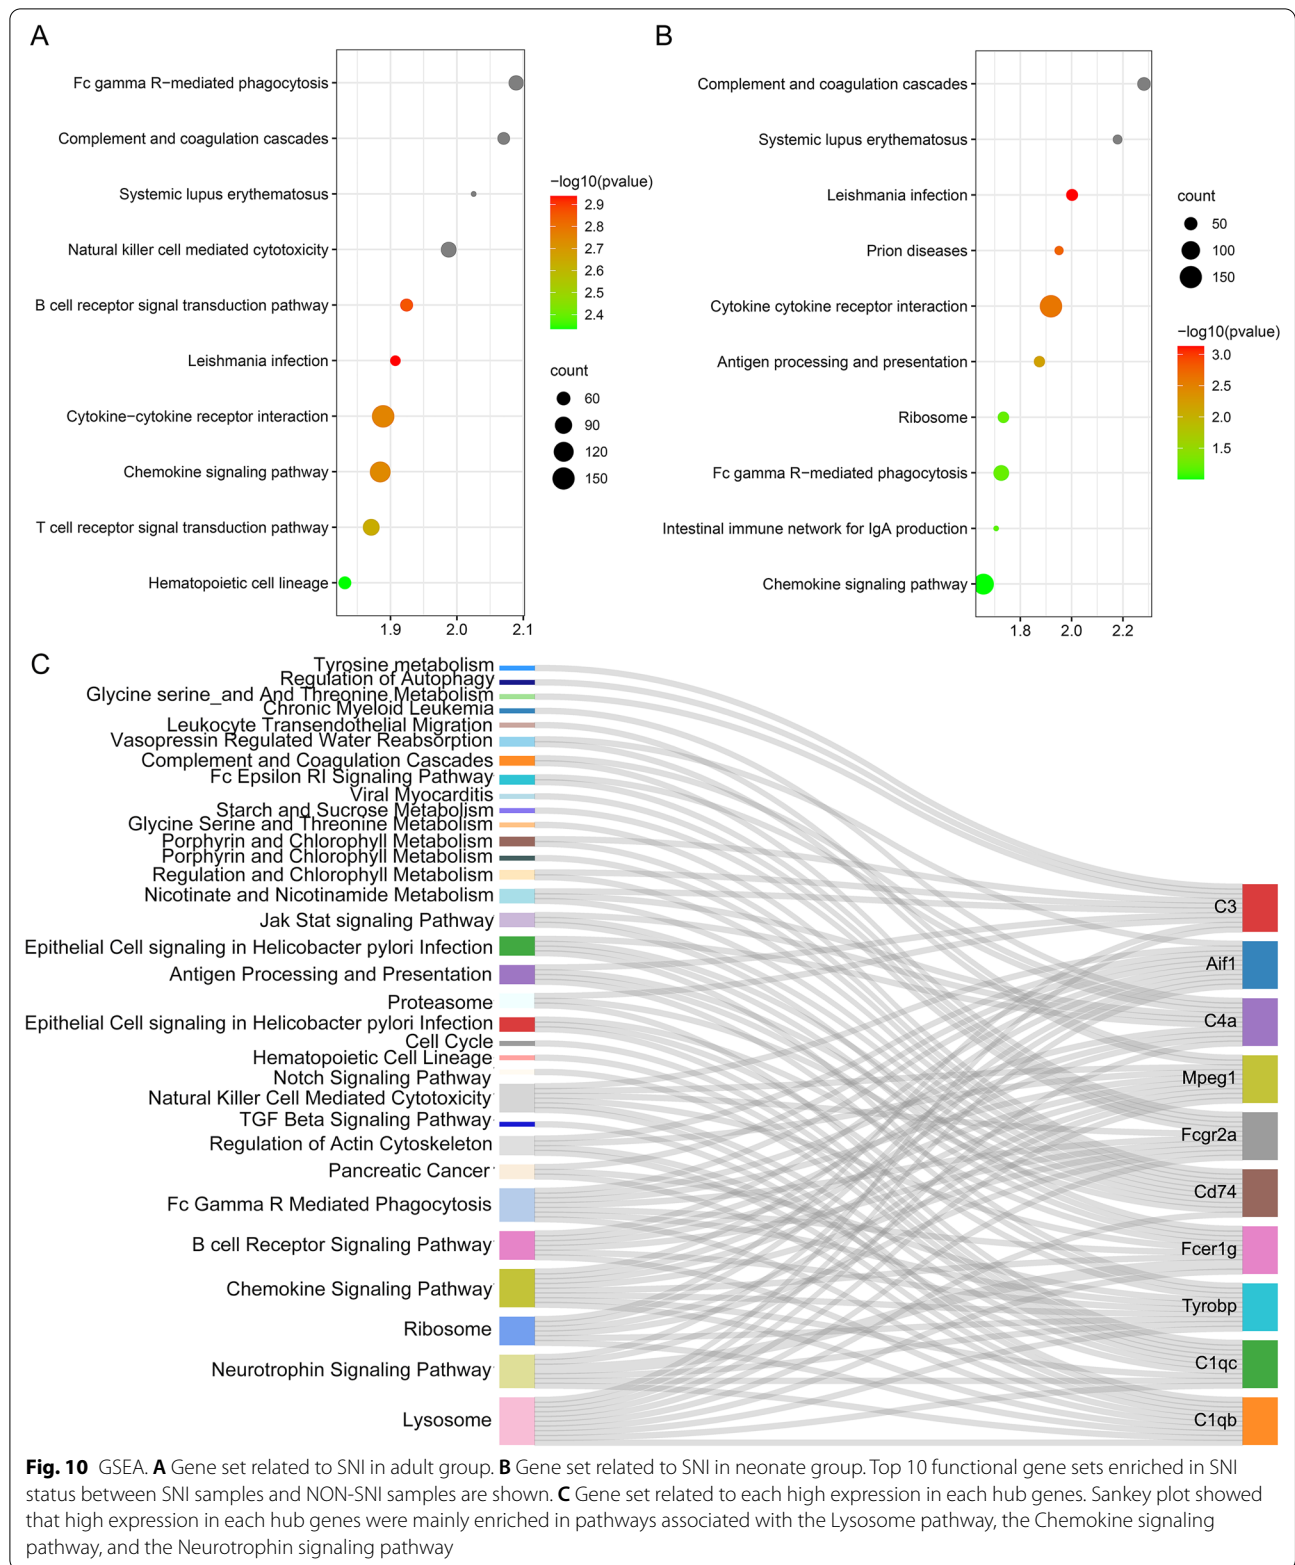 A
Fc gamma R−mediated phagocytosis
Complement and coagulation cascades
Systemic lupus erythematosus
Natural killer cell mediated cytotoxicity
B cell receptor signal transduction pathway
Leishmania infection
Cytokine−cytokine receptor interaction
Chemokine signaling pathway
T cell receptor signal transduction pathway
Hematopoietic cell lineage
1.9 2.0 2.1
−log10(pvalue)
2.9
2.8
2.6
2.5
2.4
count
60
90
120
150
B
Complement and coagulation cascades
Systemic lupus erythematosus
Leishmania infection
Prion diseases
Cytokine cytokine receptor interaction
Antigen processing and presentation
Ribosome
Fc gamma R−mediated phagocytosis
Intestinal immune network for IgA production
Chemokine signaling pathway
1.8 2.0 2.2
count
50
100
150
−log10(pvalue)
3.0
2.5
2.0
1.5
C
Tyrosine metabolism
Regulation of Autophagy
Glycine serine_and And Threonine Metabolism
Chronic Myeloid Leukemia
Leukocyte Transendothelial Migration
Vasopressin Regulated Water Reabsorption
Complement and Coagulation Cascades
Fc Epsilon RI Signaling Pathway
Viral Myocarditis
Starch and Sucrose Metabolism
Glycine Serine and Threonine Metabolism
Porphyrin and Chlorophyll Metabolism
Porphyrin and Chlorophyll Metabolism
Regulation and Chlorophyll Metabolism
Nicotinate and Nicotinamide Metabolism
Jak Stat signaling Pathway
Epithelial Cell signaling in Helicobacter pylori Infection
Antigen Processing and Presentation
Proteasome
Epithelial Cell signaling in Helicobacter pylori Infection
Cell Cycle
Hematopoietic Cell Lineage
Notch Signaling Pathway
Natural Killer Cell Mediated Cytotoxicity
TGF Beta Signaling Pathway
Regulation of Actin Cytoskeleton
Pancreatic Cancer
Fc Gamma R Mediated Phagocytosis
B cell Receptor Signaling Pathway
Chemokine Signaling Pathway
Ribosome
Neurotrophin Signaling Pathway
Lysosome
C3
Aif1
C4a
Mpeg1
Fcgr2a
Cd74
Fcer1g
Tyrobp
C1qc
C1qb
Fig. 10 GSEA. A Gene set related to SNI in adult group. B Gene set related to SNI in neonate group. Top 10 functional gene sets enriched in SNI
status between SNI samples and NON-SNI samples are shown. C Gene set related to each high expression in each hub genes. Sankey plot showed
that high expression in each hub genes were mainly enriched in pathways associated with the Lysosome pathway, the Chemokine signaling
pathway, and the Neurotrophin signaling pathway